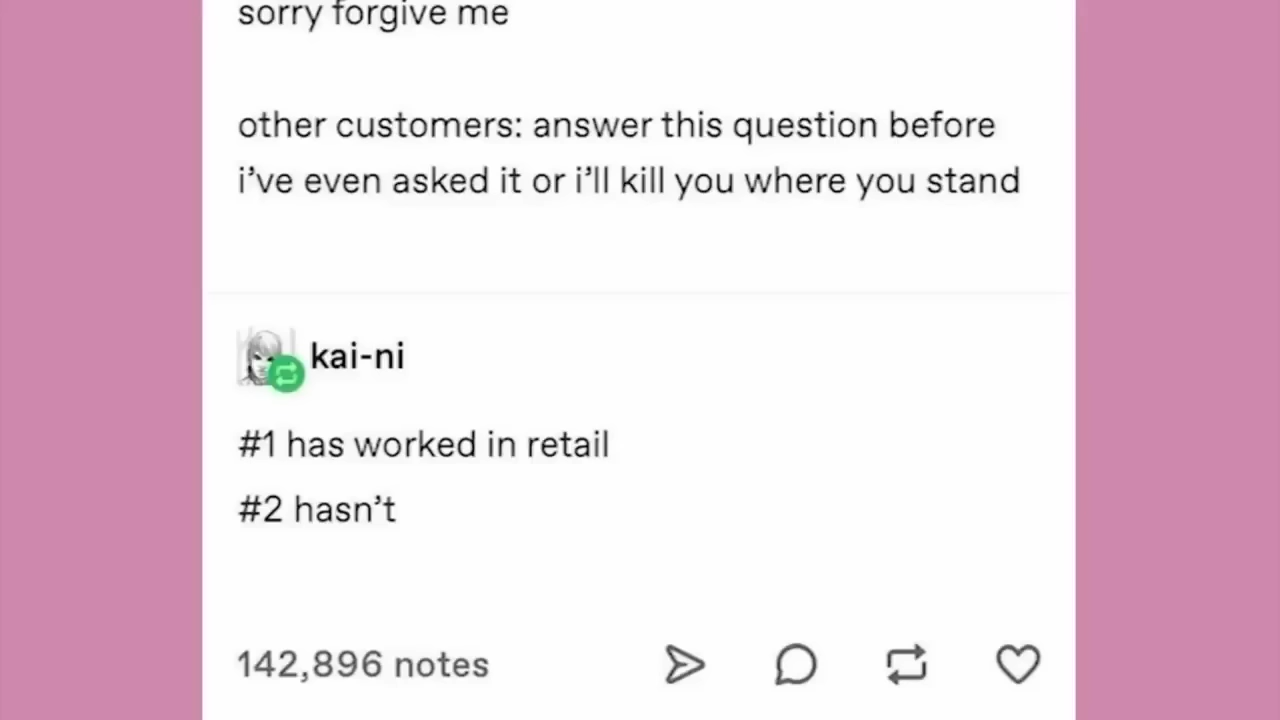 sorry forgive me
other customers: answer this question before
i've even asked it or i'll kill you where you stand
kai-ni
#1 has worked in retail
#2 hasn't
142,896 notes